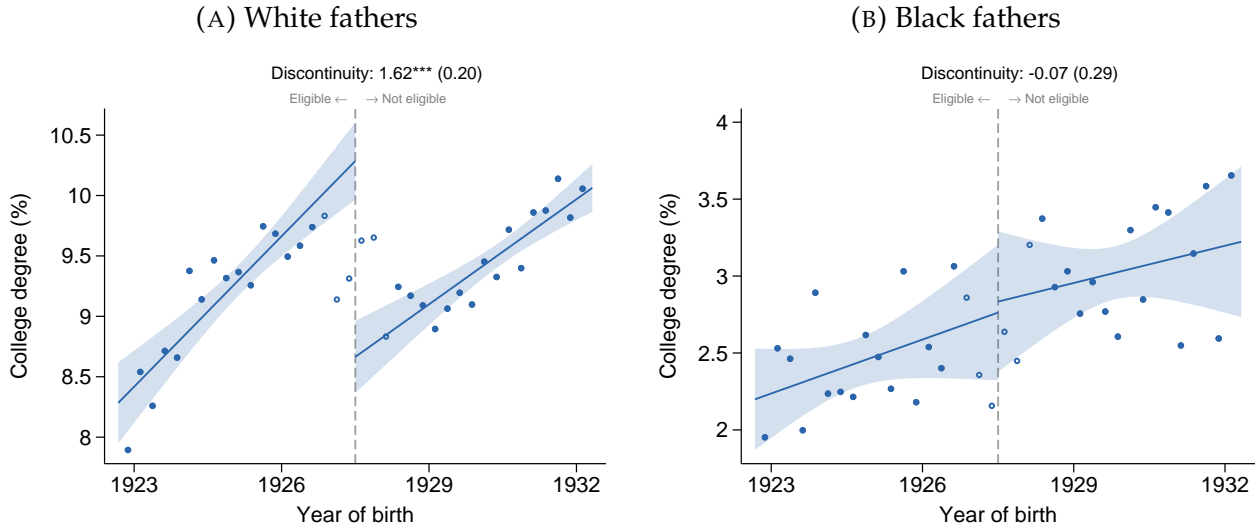 (A) White fathers
Discontinuity: 1.62*** (0.20)
Eligible ← → Not eligible
10.5
10
9.5
9
8.5
8
College degree (%)
1923 1926 1929 1932
Year of birth
(B) Black fathers
Discontinuity: -0.07 (0.29)
Eligible ← → Not eligible
4
3.5
3
2.5
2
College degree (%)
1923 1926 1929 1932
Year of birth